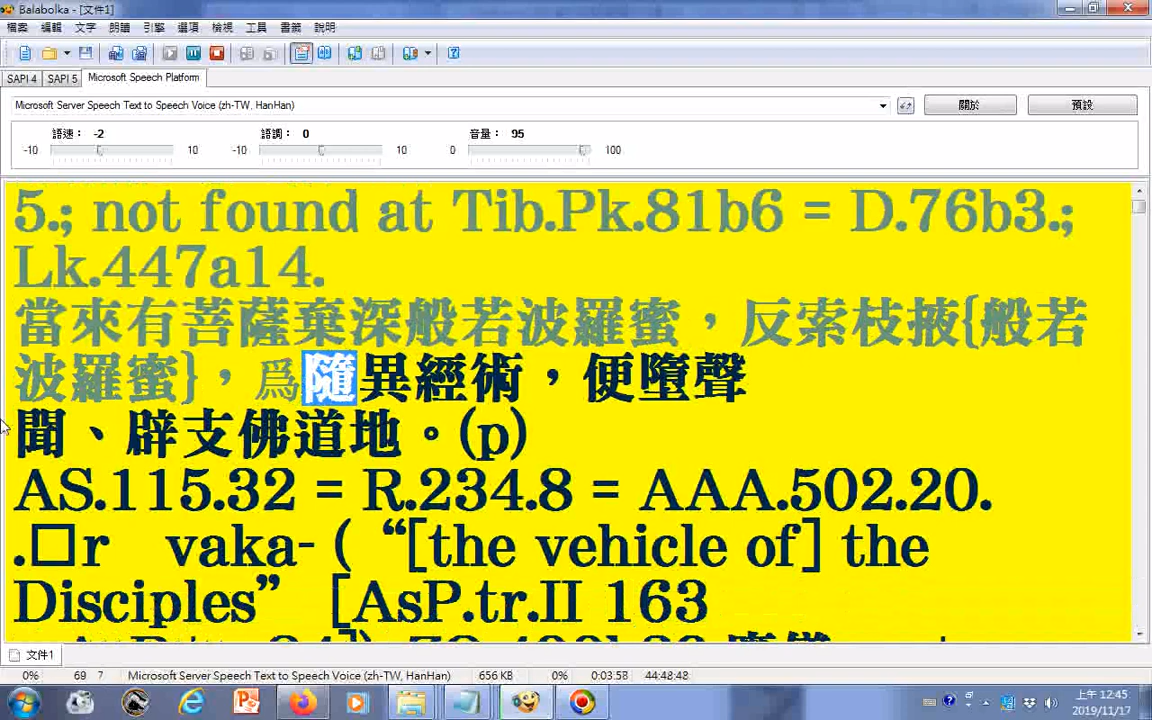 Balabolka - [文件1]
檔案 編輯 文字 朗讀 引擎 選項 檢視 工具 書籤 說明
SAPI 4 SAPI 5 Microsoft Speech Platform
Microsoft Server Speech Text to Speech Voice (zh-TW, HanHan) 關於 預設
語速： -2 語調： 0 音量： 95
-10 10 -10 10 0 100
5.; not found at Tib.Pk.81b6 = D.76b3.;
Lk.447a14.
當來有菩薩棄深般若波羅蜜，反索枝掖{般若
波羅蜜}，爲隨異經術，便墮聲
聞、辟支佛道地。(p)
AS.115.32 = R.234.8 = AAA.502.20.
.□r vaka- (“[the vehicle of] the
Disciples” [AsP.tr.II 163
文件1
0% 69 7 Microsoft Server Speech Text to Speech Voice (zh-TW, HanHan) 656 KB 0% 0:03:58 44:48:48
上午 12:45
2019/11/17